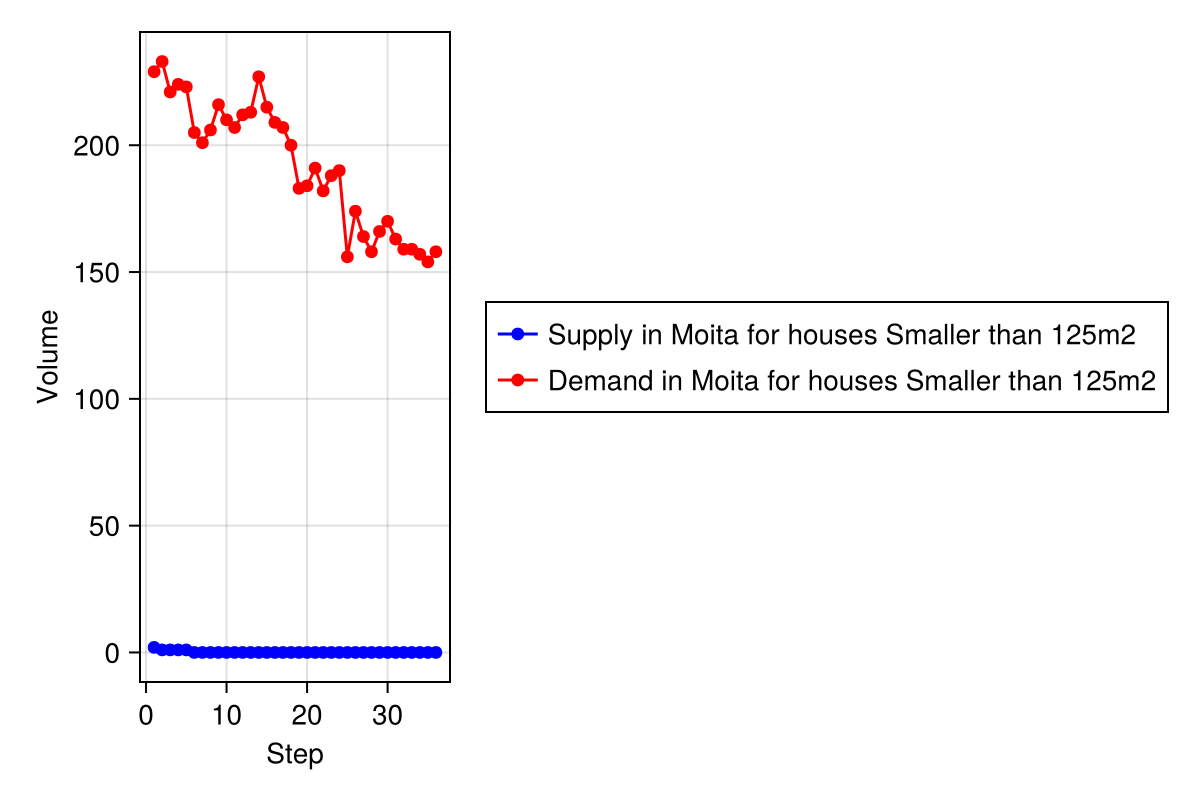 Volume
200
150
100
50
0
0 10 20 30
Step
Supply in Moita for houses Smaller than 125m2
Demand in Moita for houses Smaller than 125m2